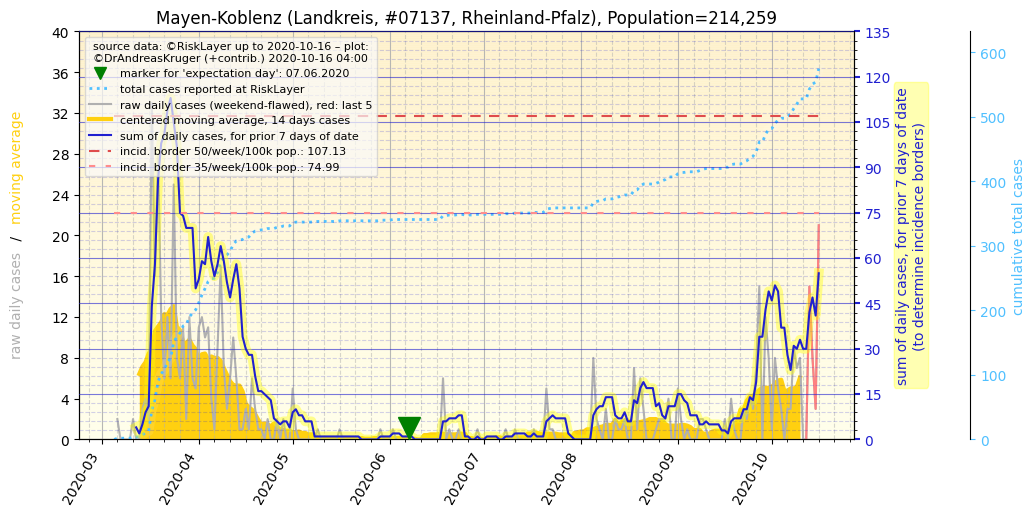 Mayen-Koblenz (Landkreis, #07137, Rheinland-Pfalz), Population=214,259
source data: ©RiskLayer up to 2020-10-16 – plot:
©DrAndreasKruger (+contrib.) 2020-10-16 04:00
marker for 'expectation day': 07.06.2020
total cases reported at RiskLayer
raw daily cases (weekend-flawed), red: last 5
centered moving average, 14 days cases
sum of daily cases, for prior 7 days of date
incid. border 50/week/100k pop.: 107.13
incid. border 35/week/100k pop.: 74.99
raw daily cases / moving average
40
36
32
28
24
20
16
12
8
4
0
135
120
105
90
75
60
45
30
15
0
sum of daily cases, for prior 7 days of date
(to determine incidence borders)
600
500
400
300
200
100
0
cumulative total cases
2020-03
2020-04
2020-05
2020-06
2020-07
2020-08
2020-09
2020-10